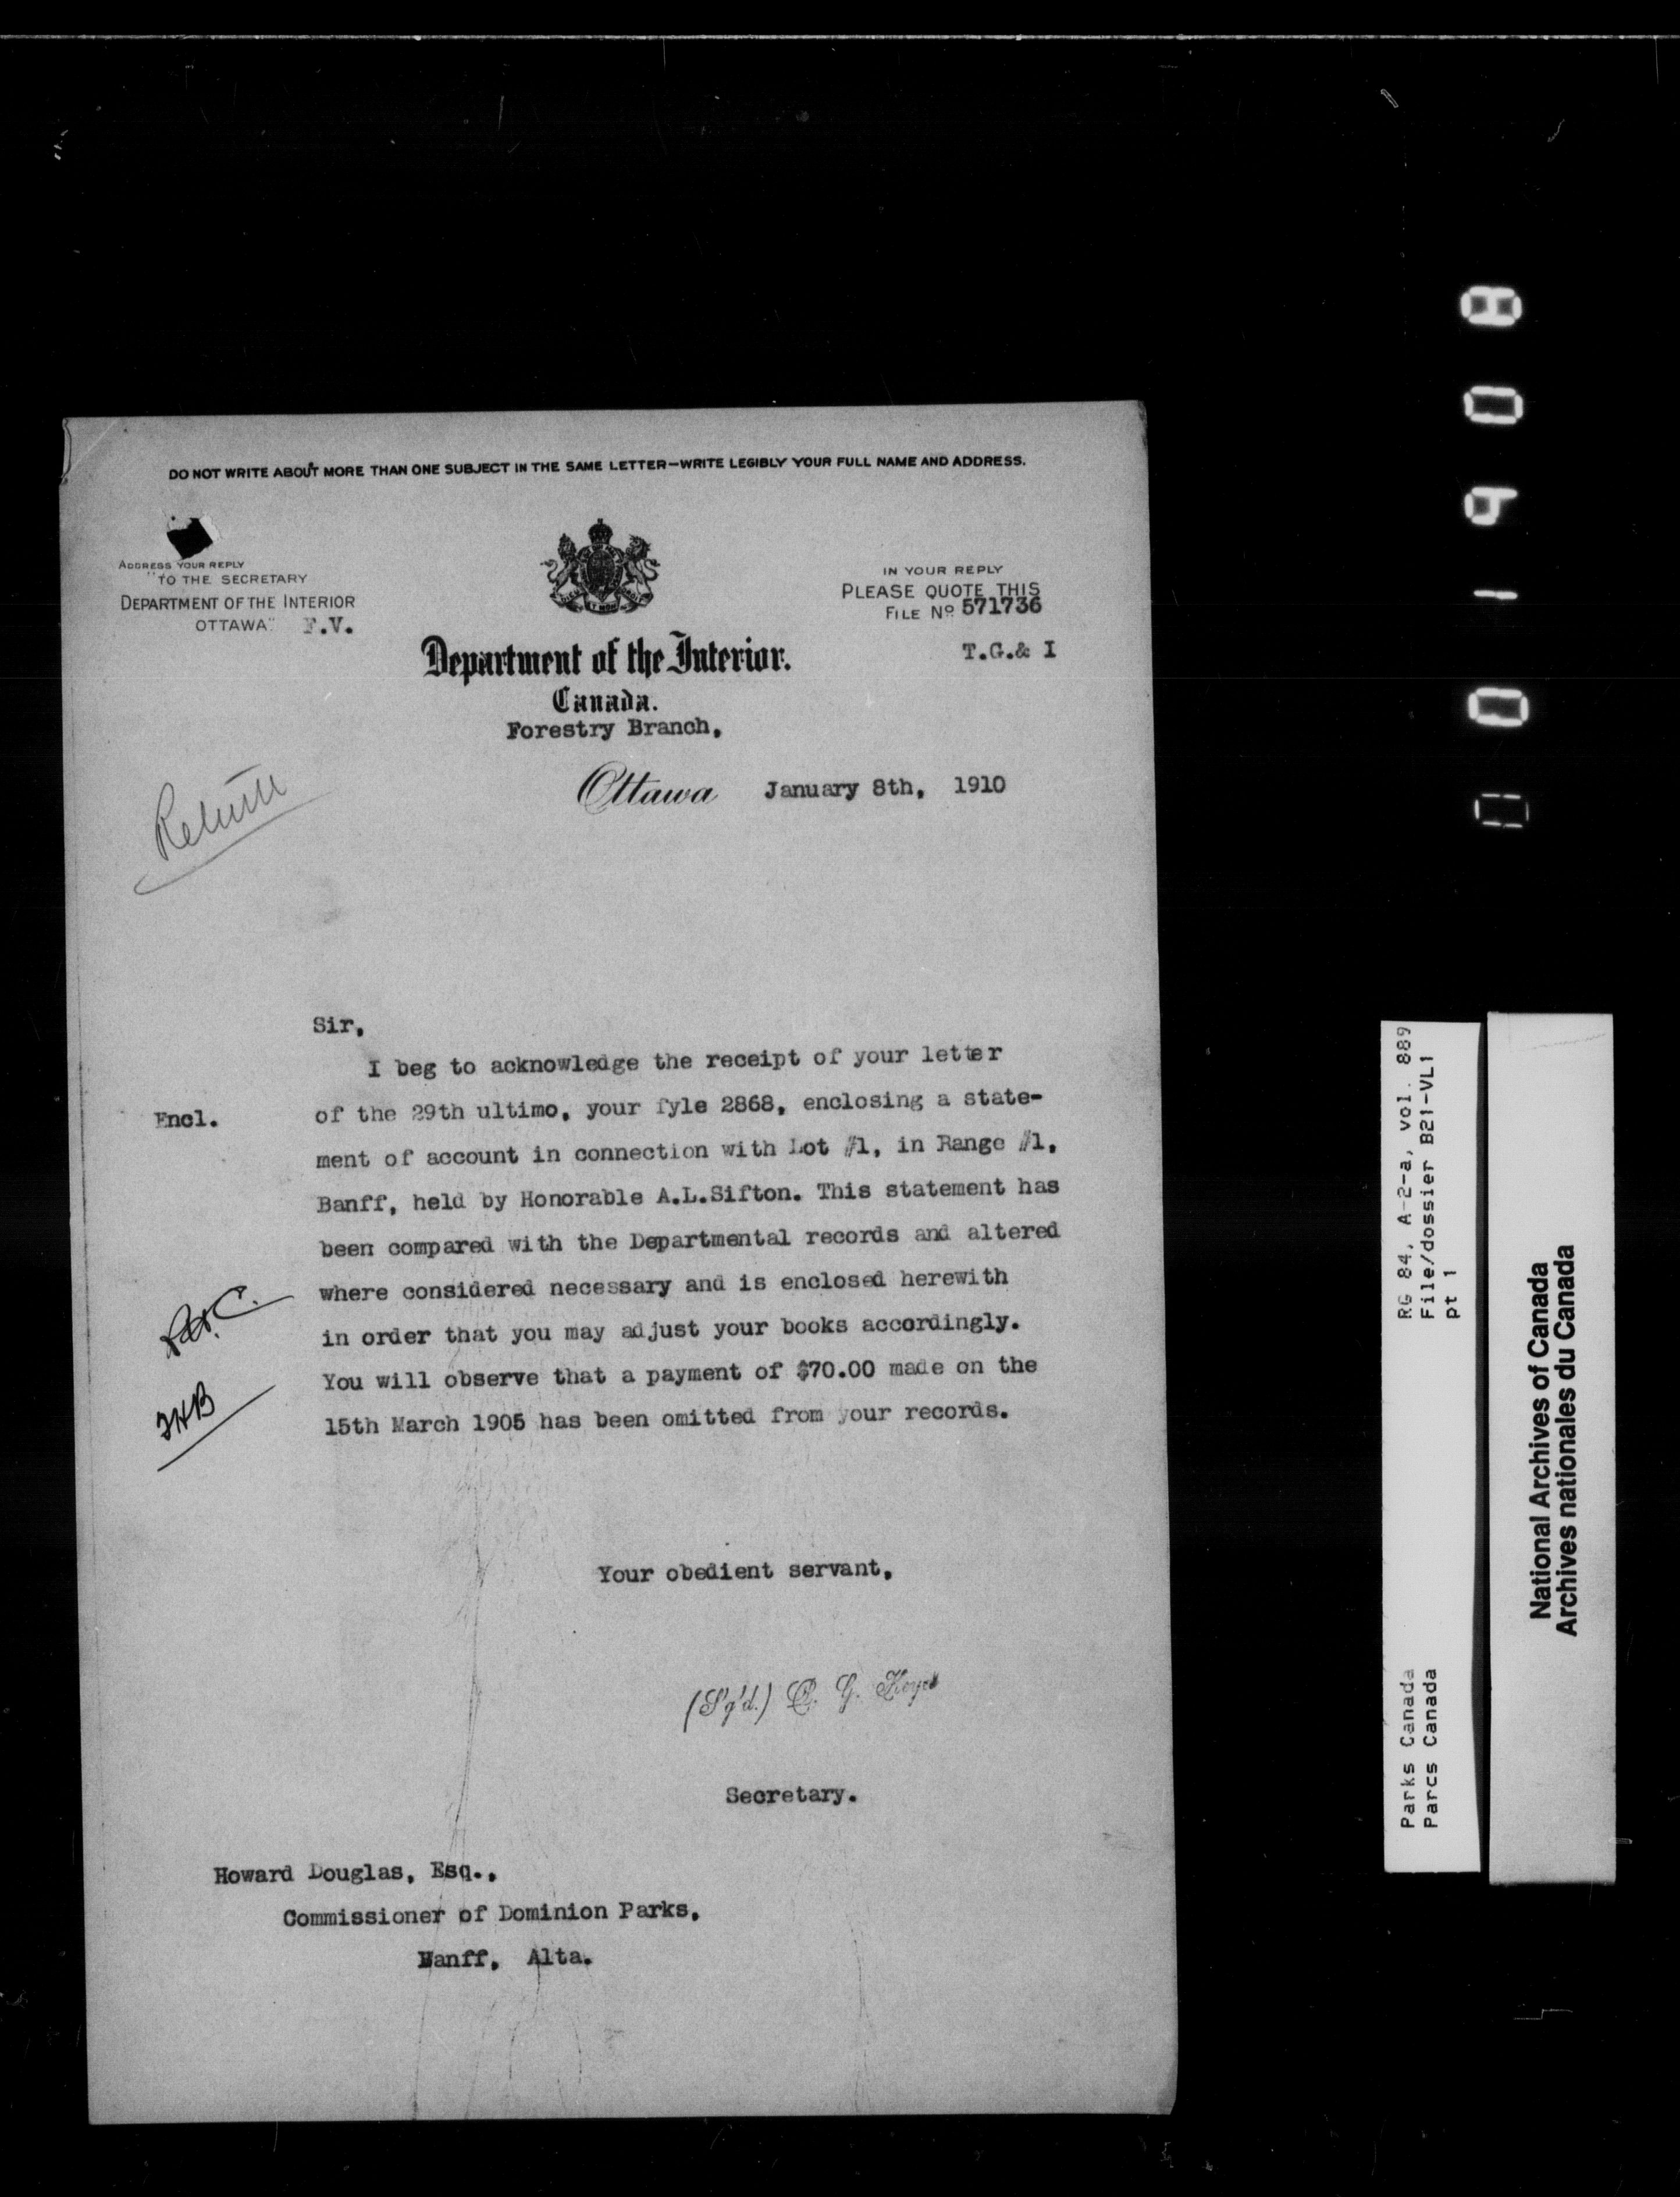 DO NOT WRITE ABOUT MORE THAN ONE SUBJECT IN THE SAME LETTER—WRITE LEGIBLY YOUR FULL NAME AND ADDRESS.
ADDRESS YOUR REPLY
"TO THE SECRETARY
DEPARTMENT OF THE INTERIOR
OTTAWA." F.V.
IN YOUR REPLY
PLEASE QUOTE THIS
FILE No 571736
T.G.& I
Department of the Interior.
Canada.
Forestry Branch,
Ottawa January 8th, 1910
Return
Sir,
I beg to acknowledge the receipt of your letter
Encl. of the 29th ultimo, your fyle 2868, enclosing a state-
ment of account in connection with Lot #1, in Range #1,
Banff, held by Honorable A.L.Sifton. This statement has
been compared with the Departmental records and altered
where considered necessary and is enclosed herewith
in order that you may adjust your books accordingly.
You will observe that a payment of $70.00 made on the
15th March 1905 has been omitted from your records.
Your obedient servant,
(Sg'd.) P. G. Keyes
Secretary.
Howard Douglas, Esq.,
Commissioner of Dominion Parks,
Banff, Alta.
RG 84, A-2-a, vol. 889
File/dossier B21-VL1
pt 1
Parks Canada
Parcs Canada
National Archives of Canada
Archives nationales du Canada